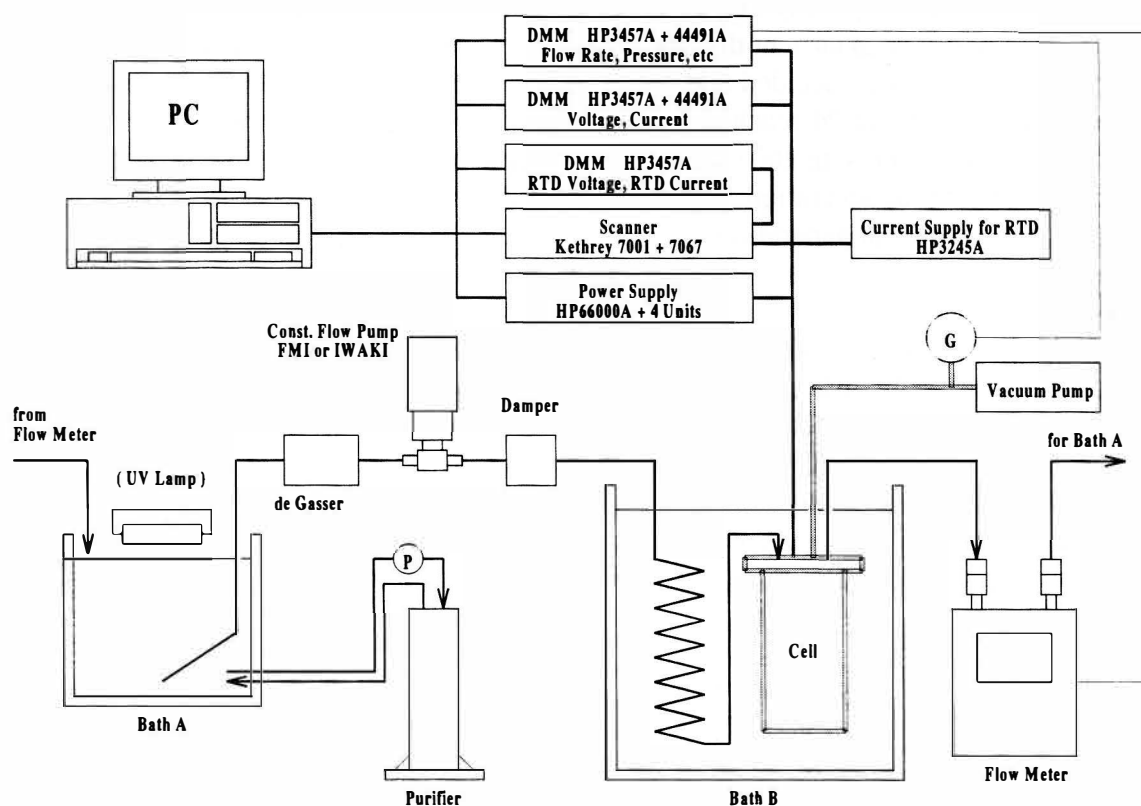 DMM HP3457A + 44491A
Flow Rate, Pressure, etc
PC
DMM HP3457A + 44491A
Voltage, Current
DMM HP3457A
RTD Voltage, RTD Current
Scanner
Kethrey 7001 + 7067
Current Supply for RTD
HP3245A
Power Supply
HP66000A + 4 Units
Const. Flow Pump
FMI or IWAKI
G
Vacuum Pump
from
Flow Meter
Damper
for Bath A
( UV Lamp )
de Gasser
P
Cell
Bath A
Purifier
Bath B
Flow Meter